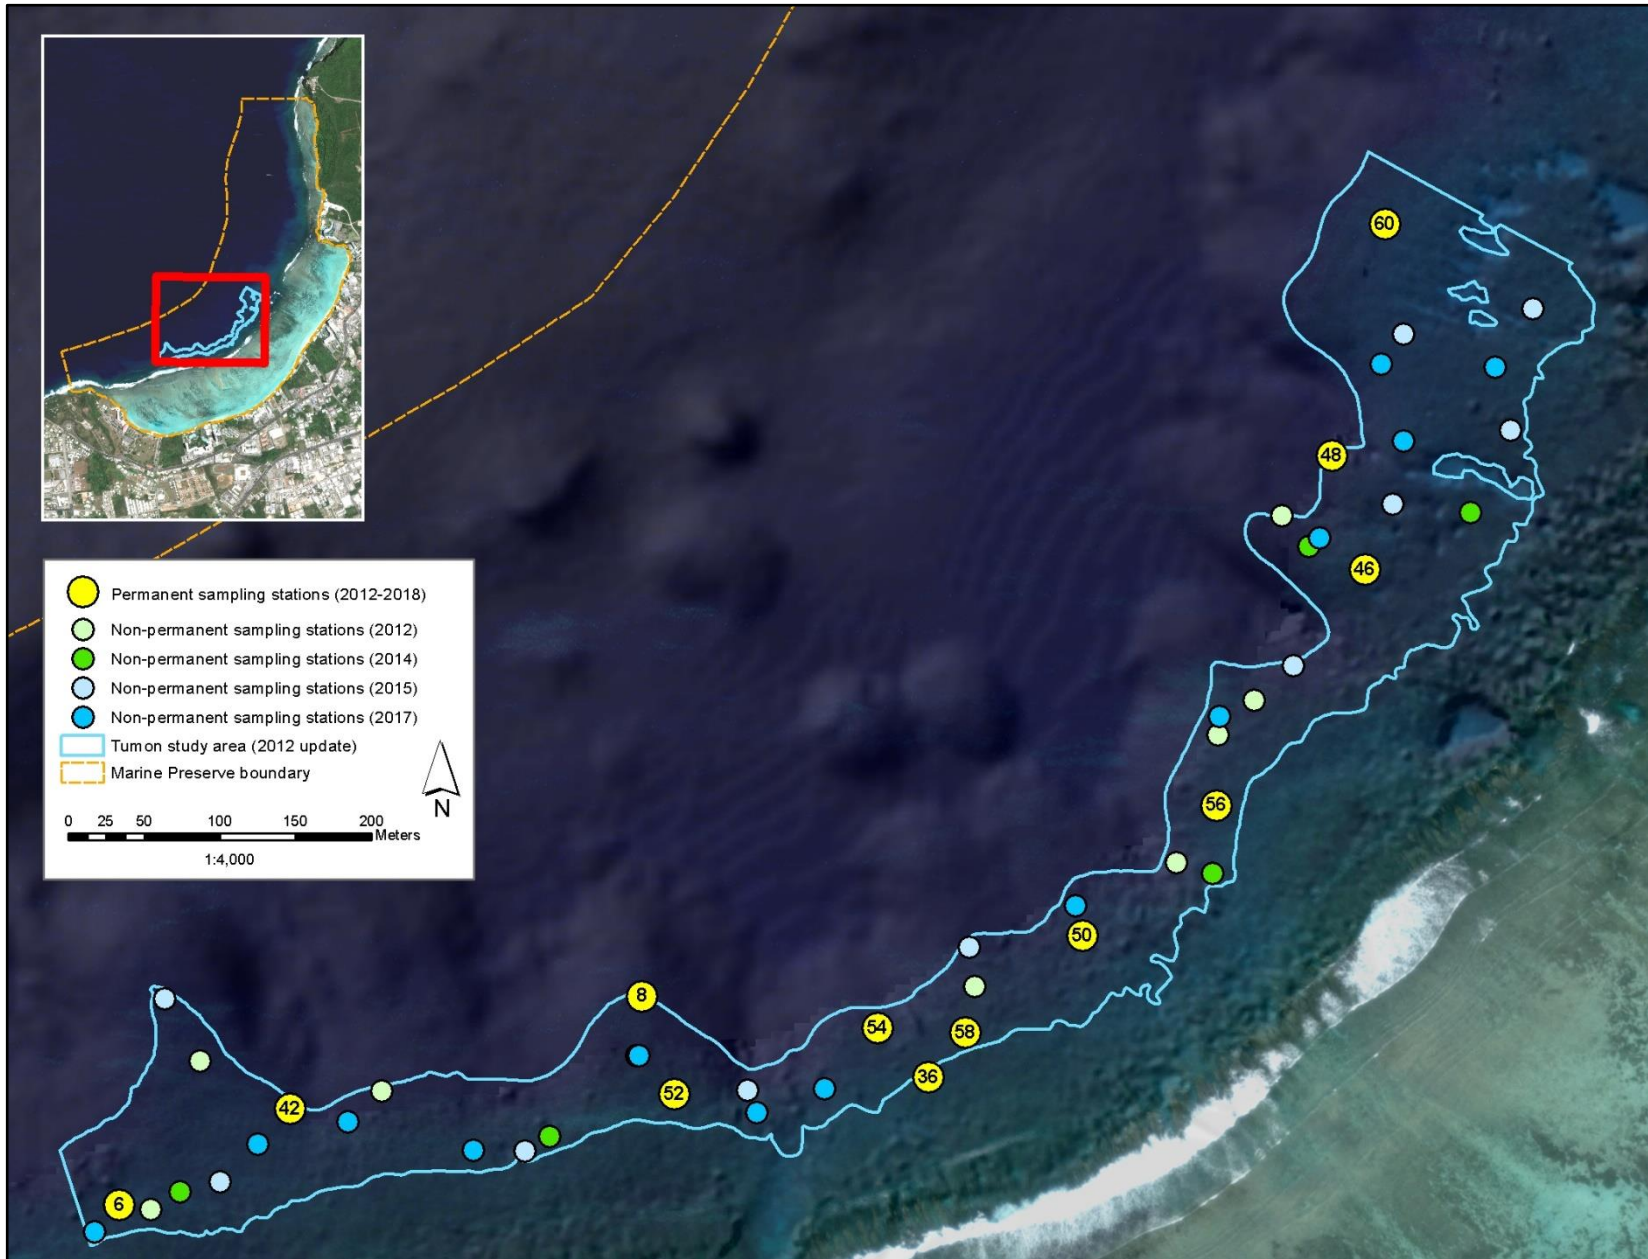 60
48
46
56
50
8
54
58
36
52
42
6
Permanent sampling stations (2012-2018)
Non-permanent sampling stations (2012)
Non-permanent sampling stations (2014)
Non-permanent sampling stations (2015)
Non-permanent sampling stations (2017)
Tumon study area (2012 update)
Marine Preserve boundary
N
0 25 50 100 150 200
Meters
1:4,000